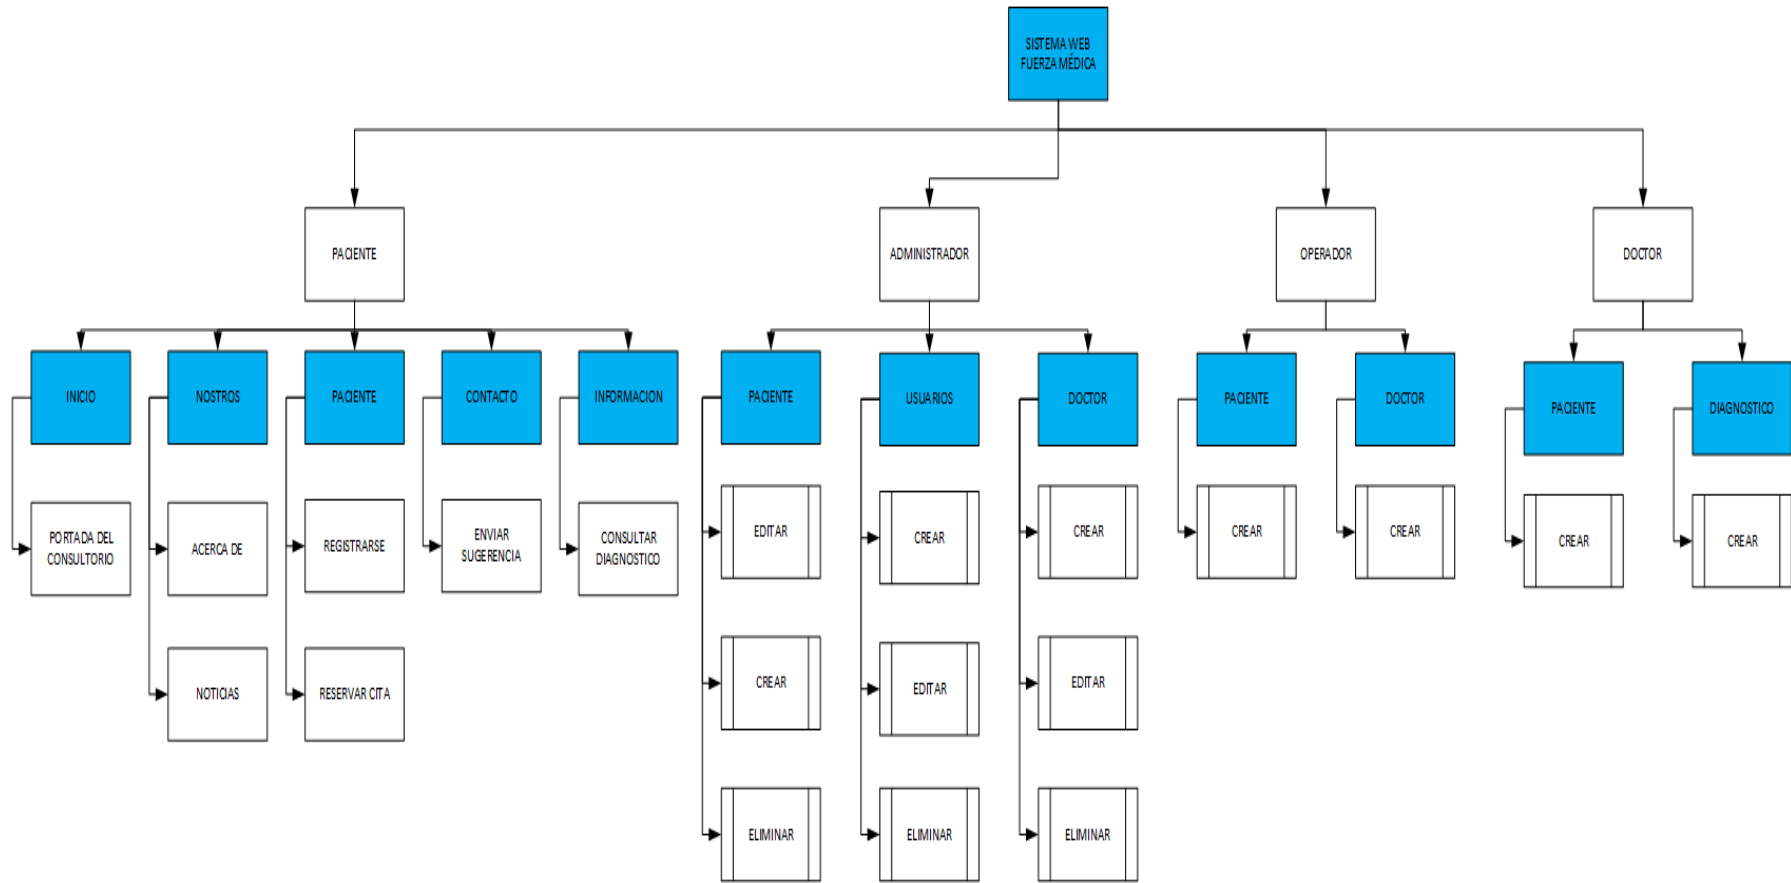 SISTEMA WEB
FUERZA MÉDICA
PACIENTE
ADMINISTRADOR
OPERADOR
DOCTOR
INICIO
NOSTROS
PACIENTE
CONTACTO
INFORMACION
PACIENTE
USUARIOS
DOCTOR
PACIENTE
DOCTOR
PACIENTE
DIAGNOSTICO
PORTADA DEL
CONSULTORIO
ACERCA DE
REGISTRARSE
ENVIAR
SUGERENCIA
CONSULTAR
DIAGNOSTICO
EDITAR
CREAR
CREAR
CREAR
CREAR
CREAR
CREAR
NOTICIAS
RESERVAR CITA
CREAR
EDITAR
EDITAR
ELIMINAR
ELIMINAR
ELIMINAR